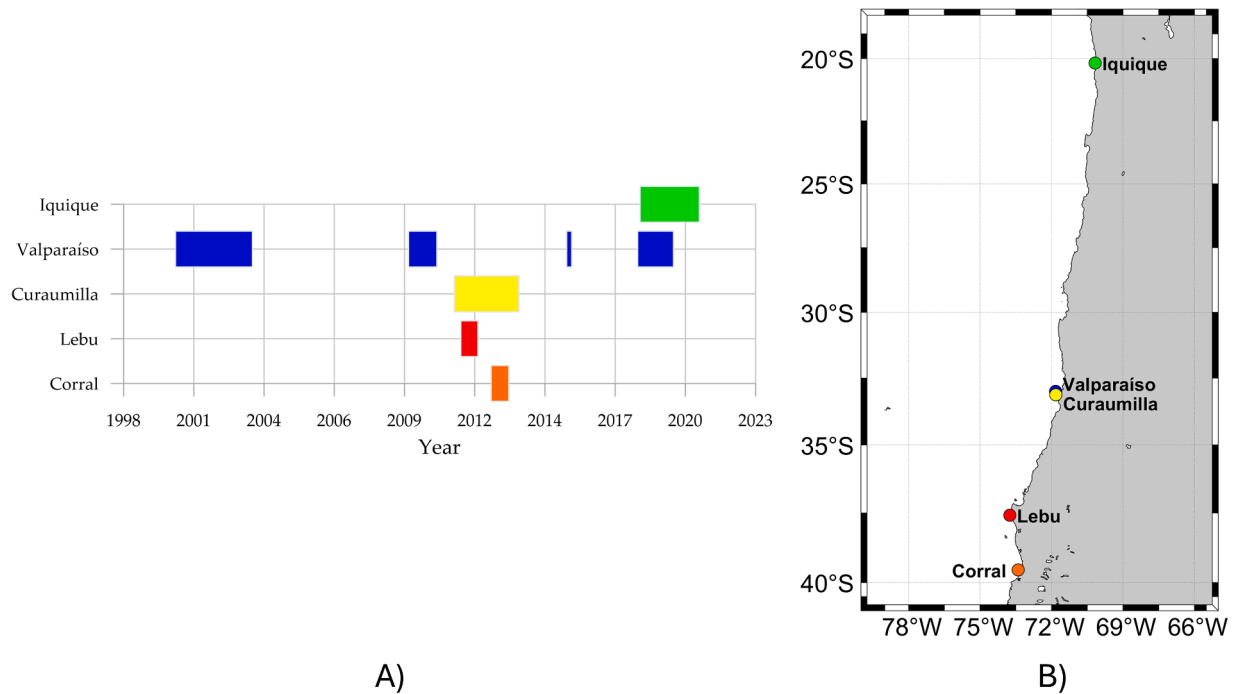 Iquique
Valparaíso
Curaumilla
Lebu
Corral
1998 2001 2004 2006 2009 2012 2014 2017 2020 2023
Year
A)
20°S
25°S
30°S
35°S
40°S
Iquique
Valparaíso
Curaumilla
Lebu
Corral
78°W 75°W 72°W 69°W 66°W
B)